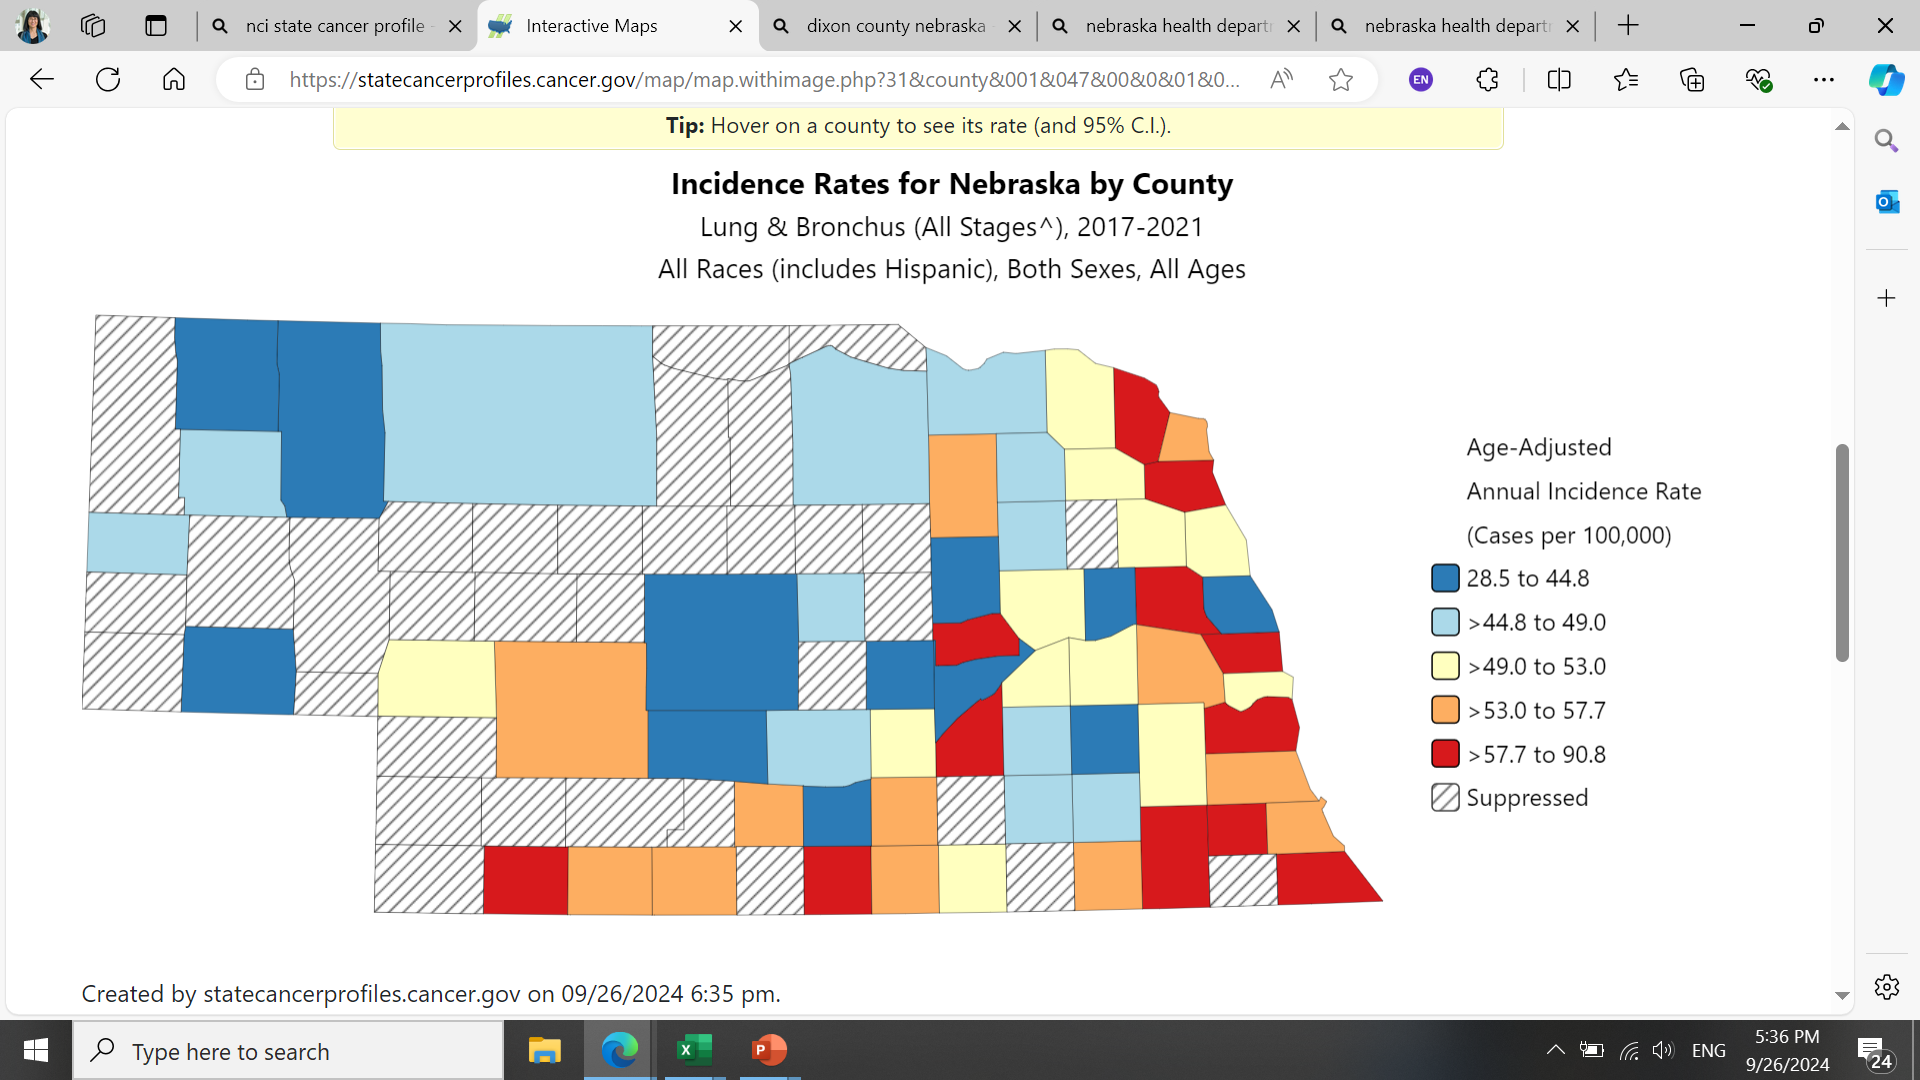 nci state cancer profile -
Interactive Maps
dixon county nebraska -
nebraska health departn
nebraska health departn
https://statecancerprofiles.cancer.gov/map/map.withimage.php?31&county&001&047&00&0&01&0...
A
EN
Tip: Hover on a county to see its rate (and 95% C.I.).
Incidence Rates for Nebraska by County
Lung & Bronchus (All Stages^), 2017-2021
All Races (includes Hispanic), Both Sexes, All Ages
Age-Adjusted
Annual Incidence Rate
(Cases per 100,000)
28.5 to 44.8
>44.8 to 49.0
>49.0 to 53.0
>53.0 to 57.7
>57.7 to 90.8
Suppressed
Created by statecancerprofiles.cancer.gov on 09/26/2024 6:35 pm.
Type here to search
ENG
5:36 PM
9/26/2024
24